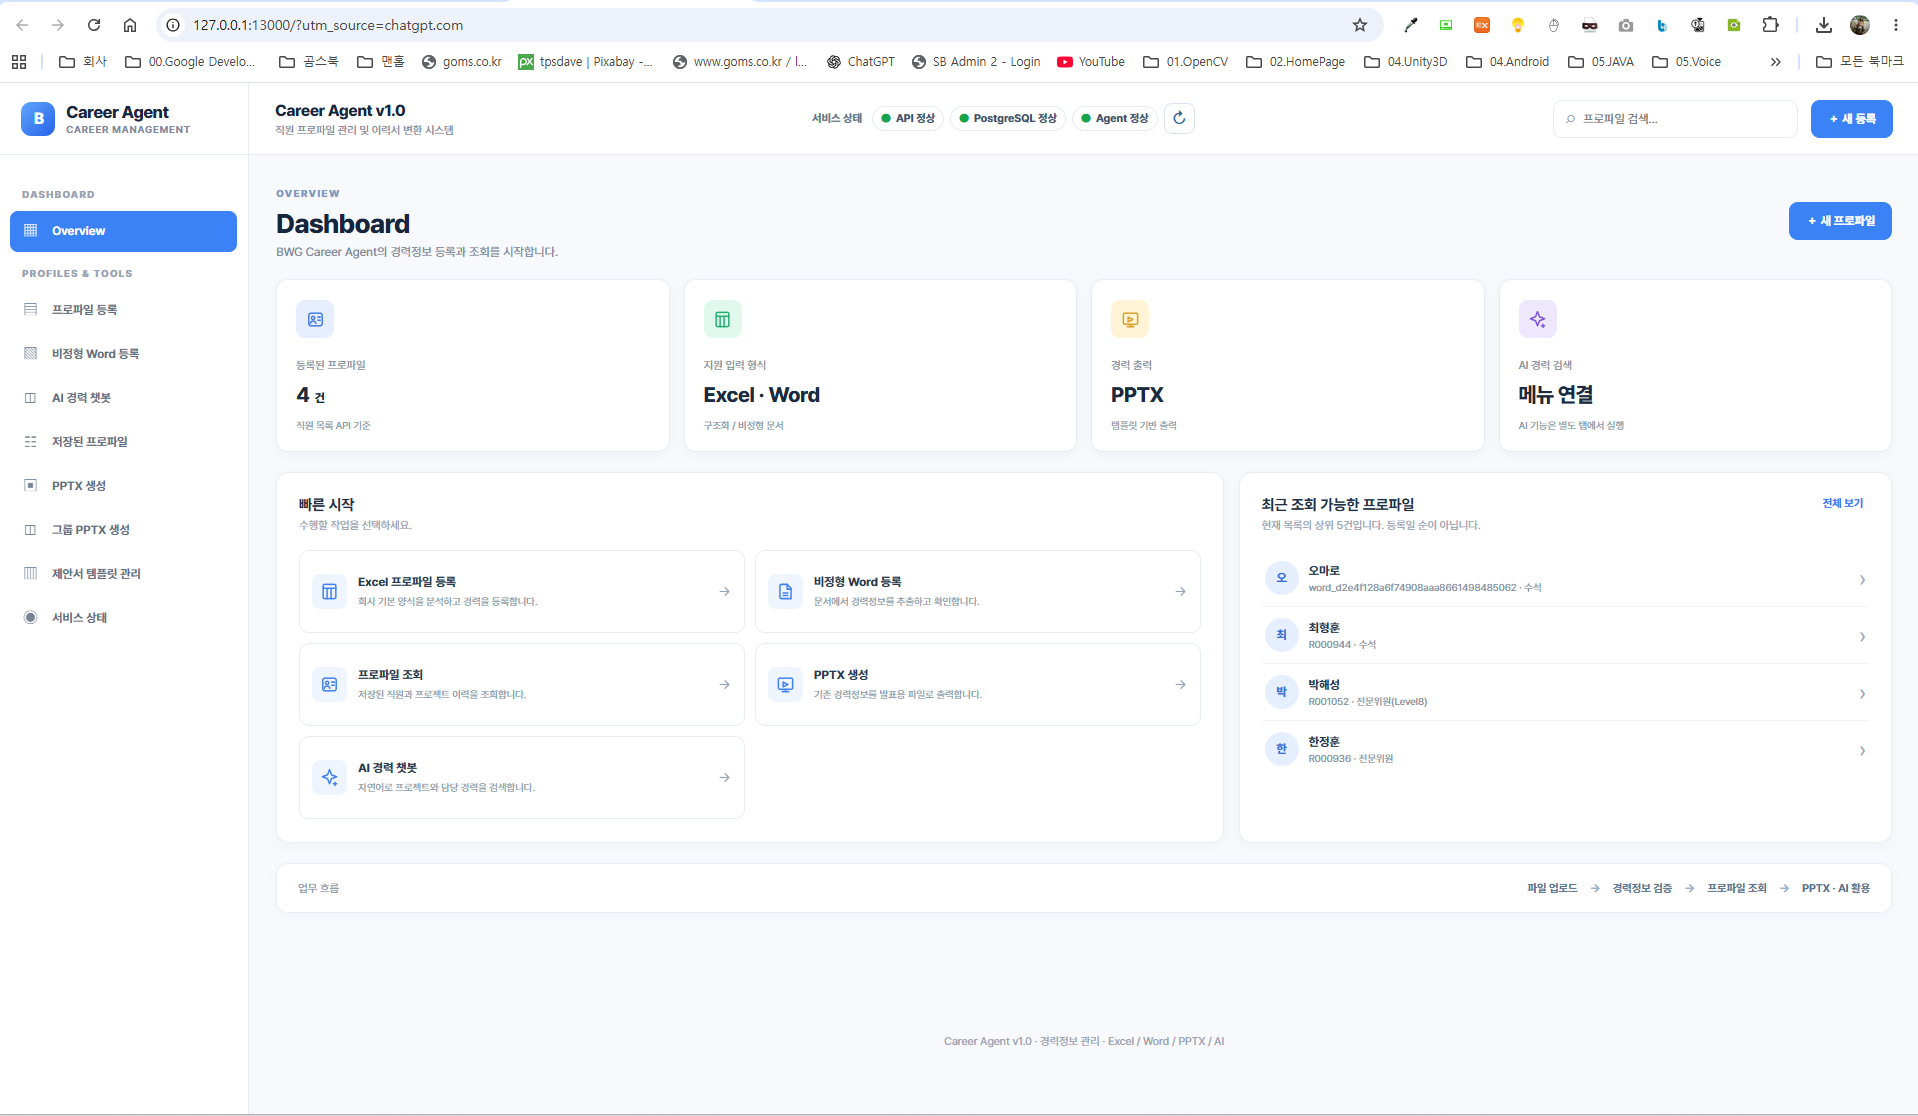 127.0.0.1:13000/?utm_source=chatgpt.com
회사
00.Google Develo...
곰스북
맨홀
goms.co.kr
tpsdave | Pixabay -...
www.goms.co.kr / l...
ChatGPT
SB Admin 2 - Login
YouTube
01.OpenCV
02.HomePage
04.Unity3D
04.Android
05.JAVA
05.Voice
모든 북마크
B
Career Agent
CAREER MANAGEMENT
Career Agent v1.0
직원 프로파일 관리 및 이력서 변환 시스템
서비스 상태
API 정상
PostgreSQL 정상
Agent 정상
프로파일 검색...
+ 새 등록
DASHBOARD
Overview
PROFILES & TOOLS
프로파일 등록
비정형 Word 등록
AI 경력 챗봇
저장된 프로파일
PPTX 생성
그룹 PPTX 생성
제안서 템플릿 관리
서비스 상태
OVERVIEW
Dashboard
BWG Career Agent의 경력정보 등록과 조회를 시작합니다.
+ 새 프로파일
등록된 프로파일
4 건
직원 목록 API 기준
지원 입력 형식
Excel · Word
구조화 / 비정형 문서
경력 출력
PPTX
템플릿 기반 출력
AI 경력 검색
메뉴 연결
AI 기능은 별도 탭에서 실행
빠른 시작
수행할 작업을 선택하세요.
Excel 프로파일 등록
회사 기본 양식을 분석하고 경력을 등록합니다.
비정형 Word 등록
문서에서 경력정보를 추출하고 확인합니다.
프로파일 조회
저장된 직원과 프로젝트 이력을 조회합니다.
PPTX 생성
기존 경력정보를 발표용 파일로 출력합니다.
AI 경력 챗봇
자연어로 프로젝트와 담당 경력을 검색합니다.
최근 조회 가능한 프로파일
전체 보기
현재 목록의 상위 5건입니다. 등록일 순이 아닙니다.
오
오마로
word_d2e4f128a6f74908aaa8661498485062 · 수석
최
최형훈
R000944 · 수석
박
박해성
R001052 · 전문위원(Level8)
한
한정훈
R000936 · 전문위원
업무 흐름
파일 업로드 → 경력정보 검증 → 프로파일 조회 → PPTX · AI 활용
Career Agent v1.0 · 경력정보 관리 · Excel / Word / PPTX / AI